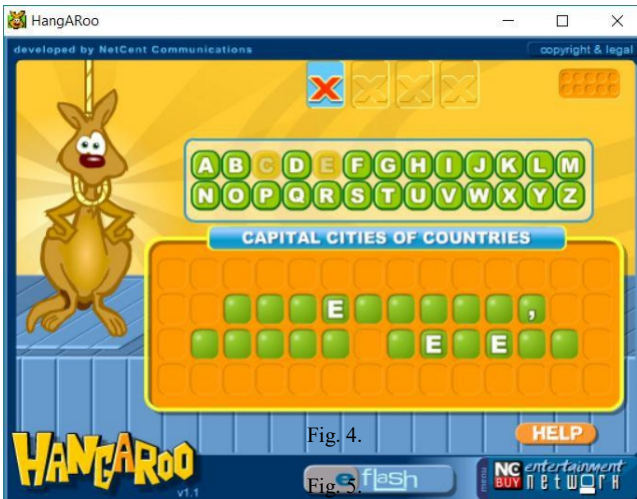 HangARoo
developed by NetCent Communications
copyright & legal
X X X X
A B C D E F G H I J K L M
N O P Q R S T U V W X Y Z
CAPITAL CITIES OF COUNTRIES
E ,
E E
Fig. 4.
HELP
HANGAROO
v1.1
flash
Fig. 5.
menu
NC BUY entertainment network